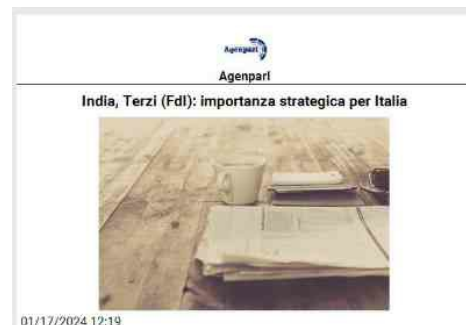 Agenparl
Agenparl
India, Terzi (FdI): importanza strategica per Italia
01/17/2024 12:19